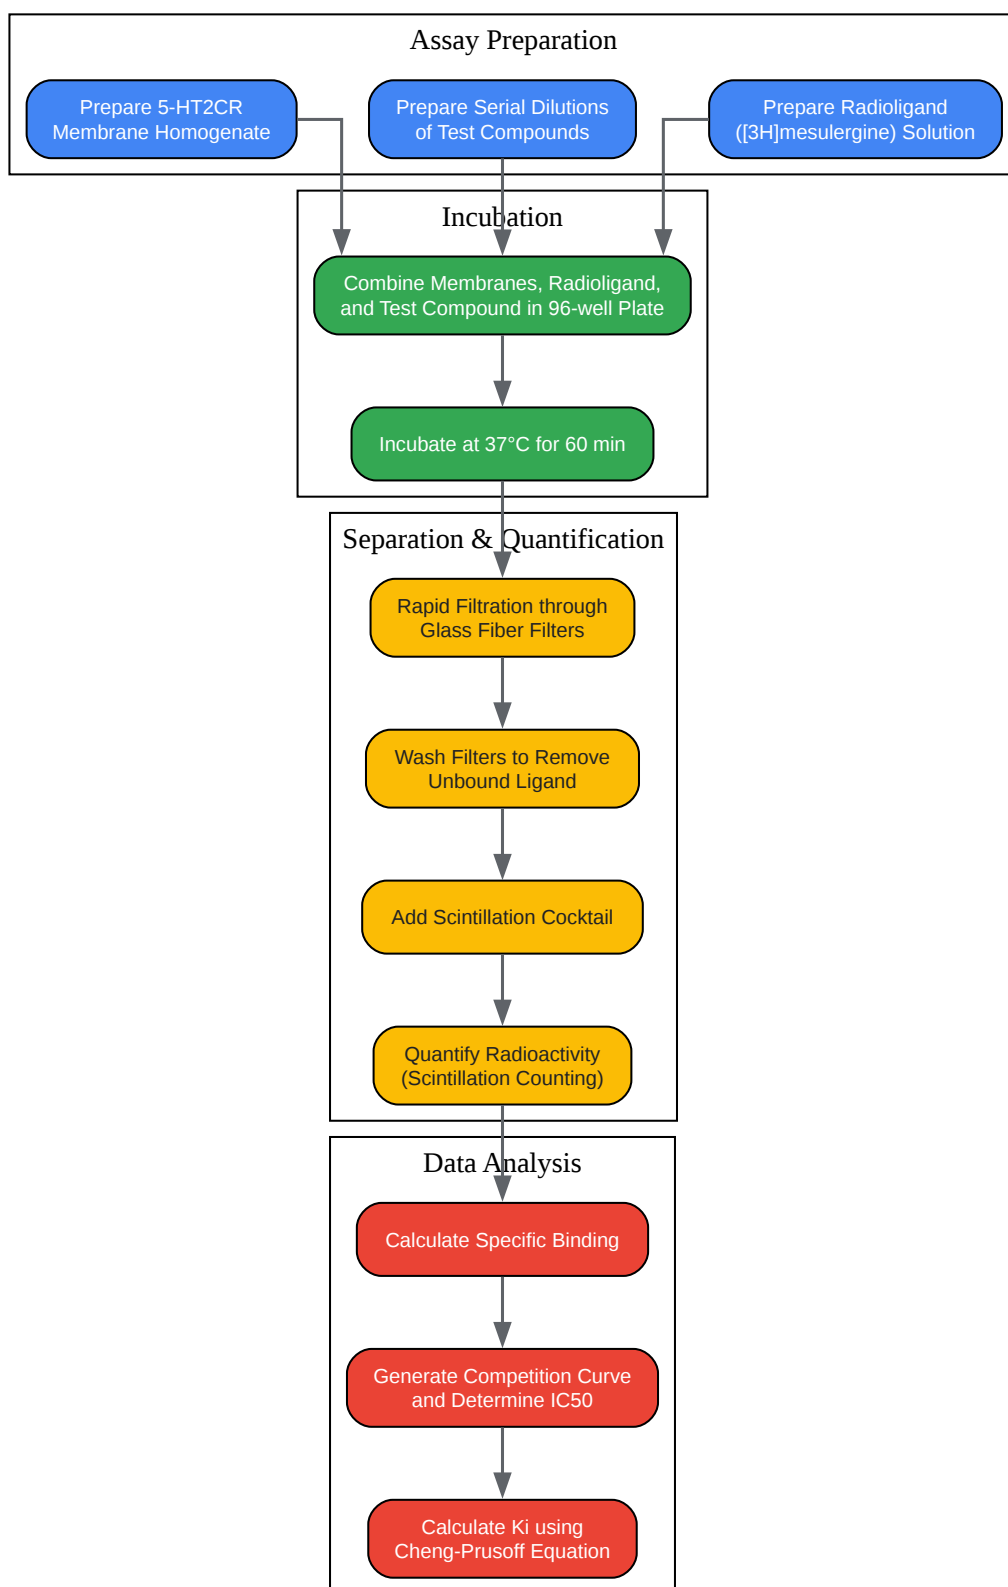 Assay Preparation
Prepare 5-HT2CR
Membrane Homogenate
Prepare Serial Dilutions
of Test Compounds
Prepare Radioligand
([3H]mesulergine) Solution
Incubation
Combine Membranes, Radioligand,
and Test Compound in 96-well Plate
Incubate at 37°C for 60 min
Separation & Quantification
Rapid Filtration through
Glass Fiber Filters
Wash Filters to Remove
Unbound Ligand
Add Scintillation Cocktail
Quantify Radioactivity
(Scintillation Counting)
Data Analysis
Calculate Specific Binding
Generate Competition Curve
and Determine IC50
Calculate Ki using
Cheng-Prusoff Equation